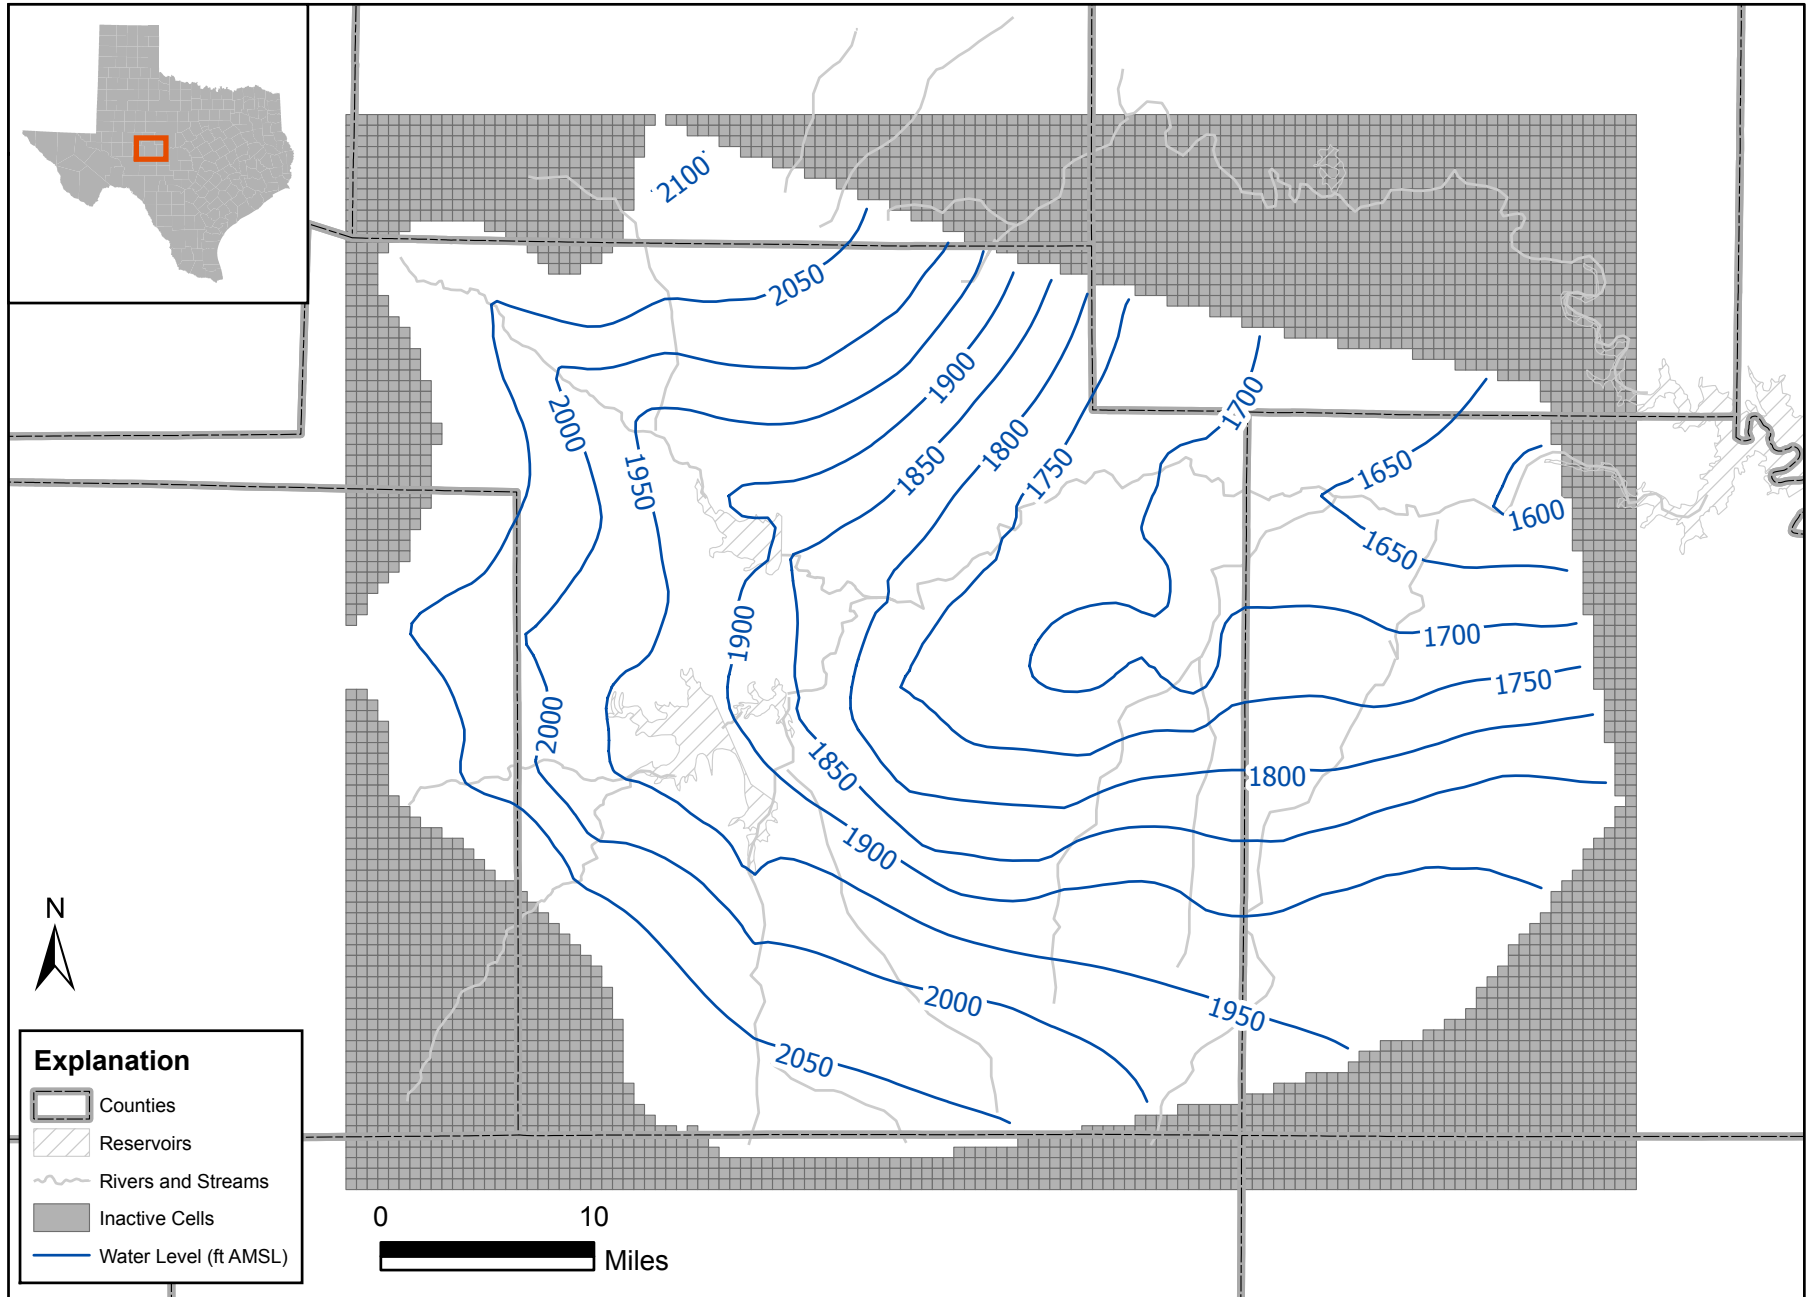 2100
2050
1900
2000
1950
1850
1800
1750
1700
1650
1600
1650
1900
1700
2000
1750
1850
1800
1900
2000
1950
2050
N
Explanation
Counties
Reservoirs
Rivers and Streams
Inactive Cells
Water Level (ft AMSL)
0 10
Miles